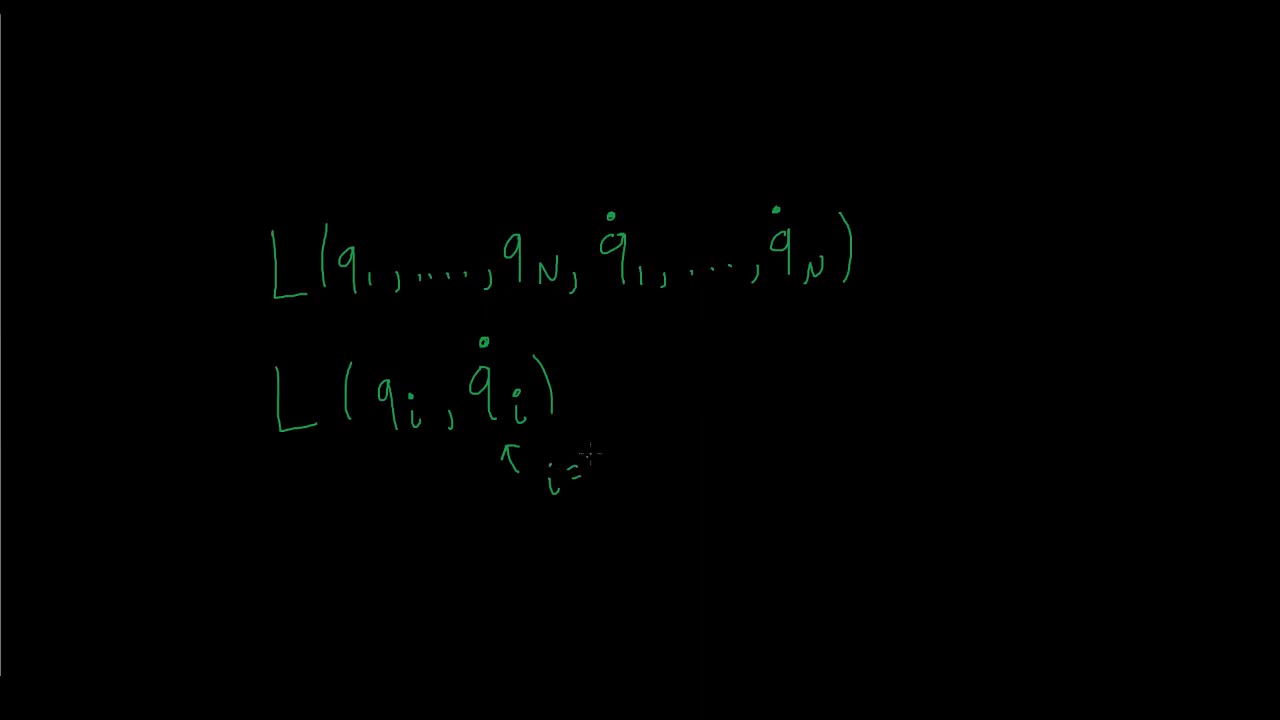 L(q₁,....,q_N, q̇₁,...,q̇_N)
L(q_i, q̇_i)
↖ i=